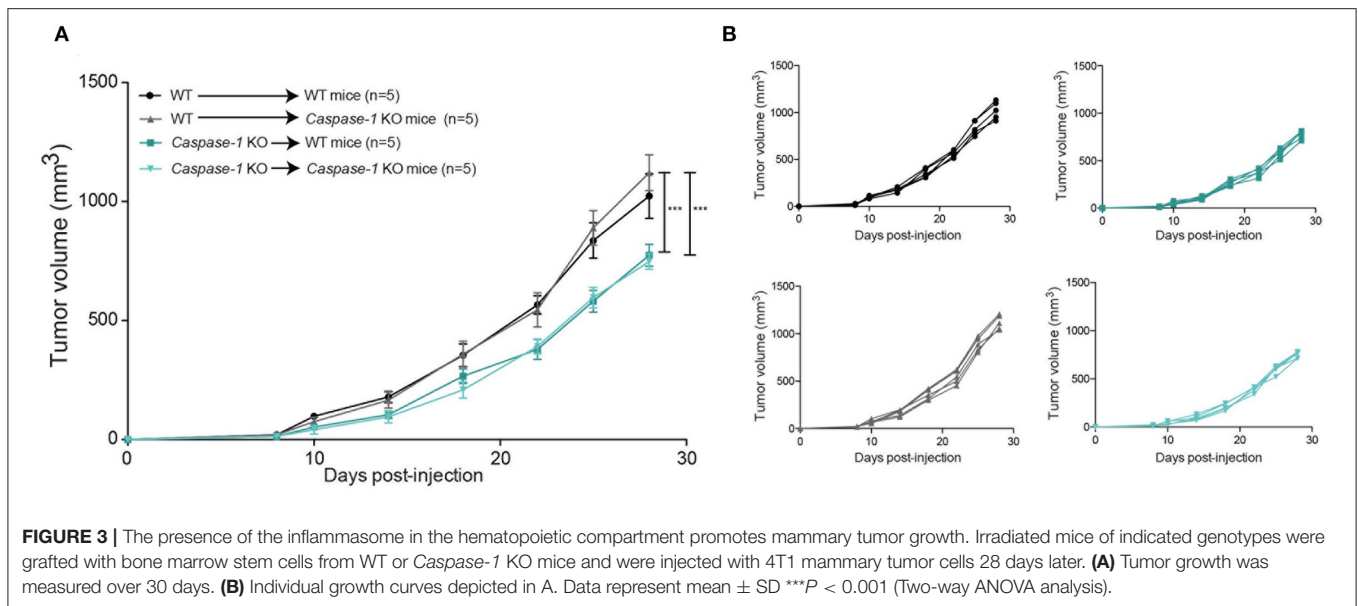 A
1500
1000
500
0
Tumor volume (mm³)
WT WT mice (n=5)
WT Caspase-1 KO mice (n=5)
Caspase-1 KO WT mice (n=5)
Caspase-1 KO Caspase-1 KO mice (n=5)
*** ***
0 10 20 30
Days post-injection
B
1500
1000
500
0
Tumor volume (mm³)
0 10 20 30
Days post-injection
1500
1000
500
0
Tumor volume (mm³)
0 10 20 30
Days post-injection
1500
1000
500
0
Tumor volume (mm³)
0 10 20 30
Days post-injection
1500
1000
500
0
Tumor volume (mm³)
0 10 20 30
Days post-injection
FIGURE 3 | The presence of the inflammasome in the hematopoietic compartment promotes mammary tumor growth. Irradiated mice of indicated genotypes were
grafted with bone marrow stem cells from WT or Caspase-1 KO mice and were injected with 4T1 mammary tumor cells 28 days later. (A) Tumor growth was
measured over 30 days. (B) Individual growth curves depicted in A. Data represent mean ± SD ***P < 0.001 (Two-way ANOVA analysis).